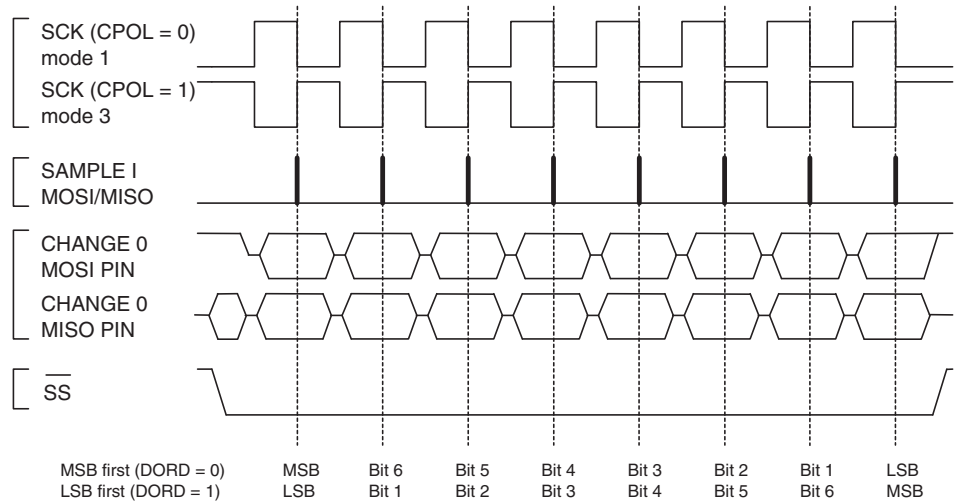 SCK (CPOL = 0)
mode 1
SCK (CPOL = 1)
mode 3
SAMPLE I
MOSI/MISO
CHANGE 0
MOSI PIN
CHANGE 0
MISO PIN
SS
MSB first (DORD = 0) MSB Bit 6 Bit 5 Bit 4 Bit 3 Bit 2 Bit 1 LSB
LSB first (DORD = 1) LSB Bit 1 Bit 2 Bit 3 Bit 4 Bit 5 Bit 6 MSB